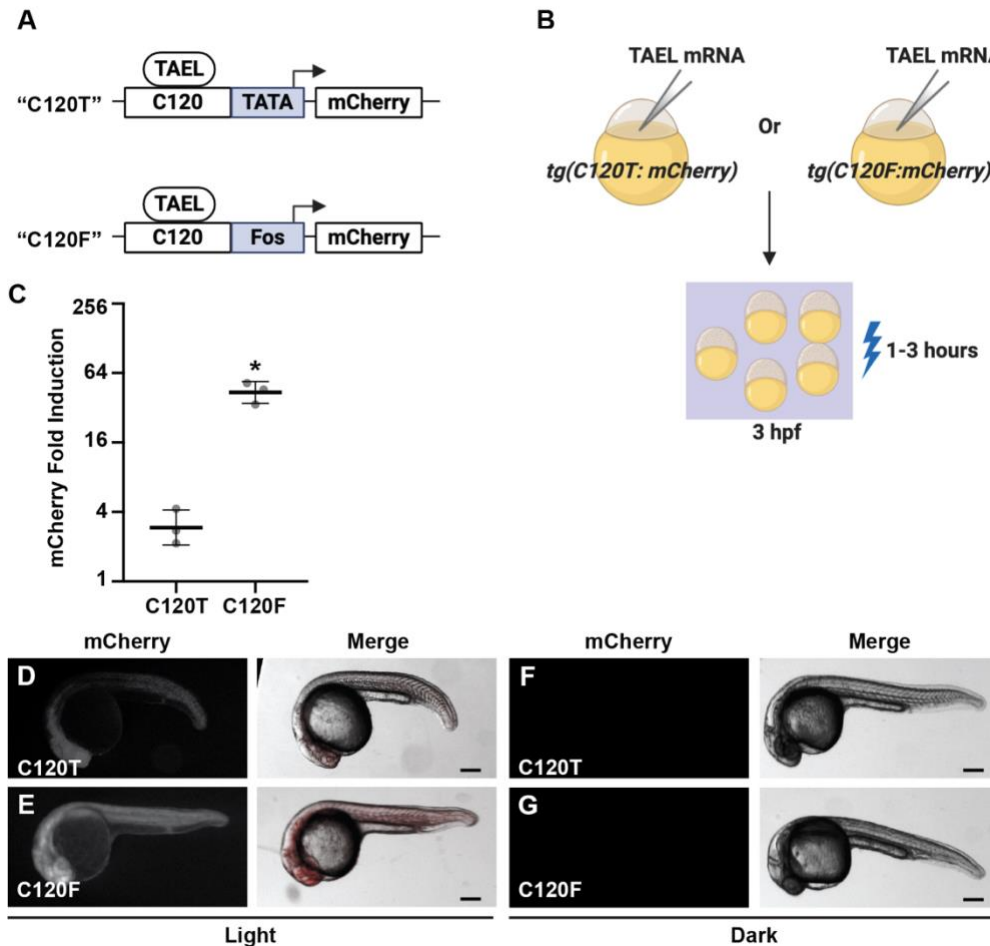 A
"C120T"
TAEL
C120
TATA
mCherry
"C120F"
TAEL
C120
Fos
mCherry
B
TAEL mRNA
Or
TAEL mRNA
tg(C120T: mCherry)
tg(C120F:mCherry)
1-3 hours
3 hpf
C
mCherry Fold Induction
256
64
16
4
1
*
C120T C120F
mCherry
Merge
mCherry
Merge
D
C120T
F
C120T
E
C120F
G
C120F
Light
Dark